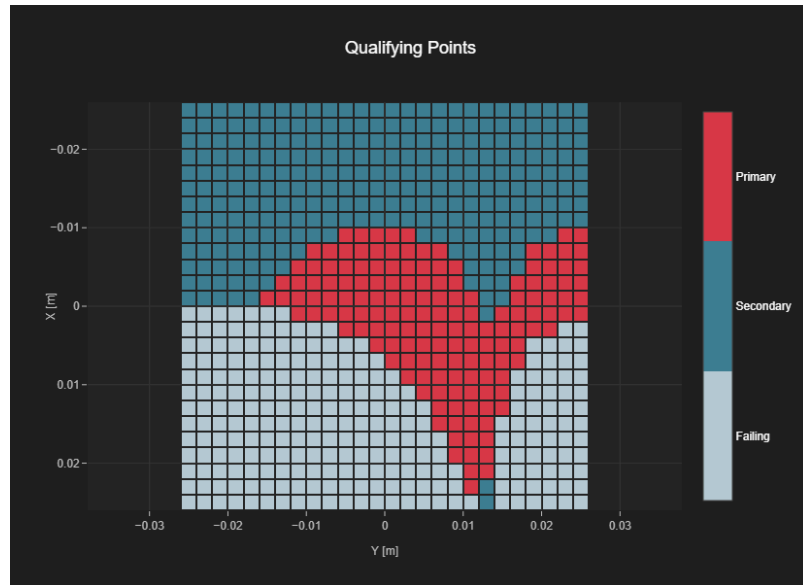 Qualifying Points
−0.02
−0.01
0
0.01
0.02
X [m]
−0.03
−0.02
−0.01
0
0.01
0.02
0.03
Y [m]
Primary
Secondary
Failing